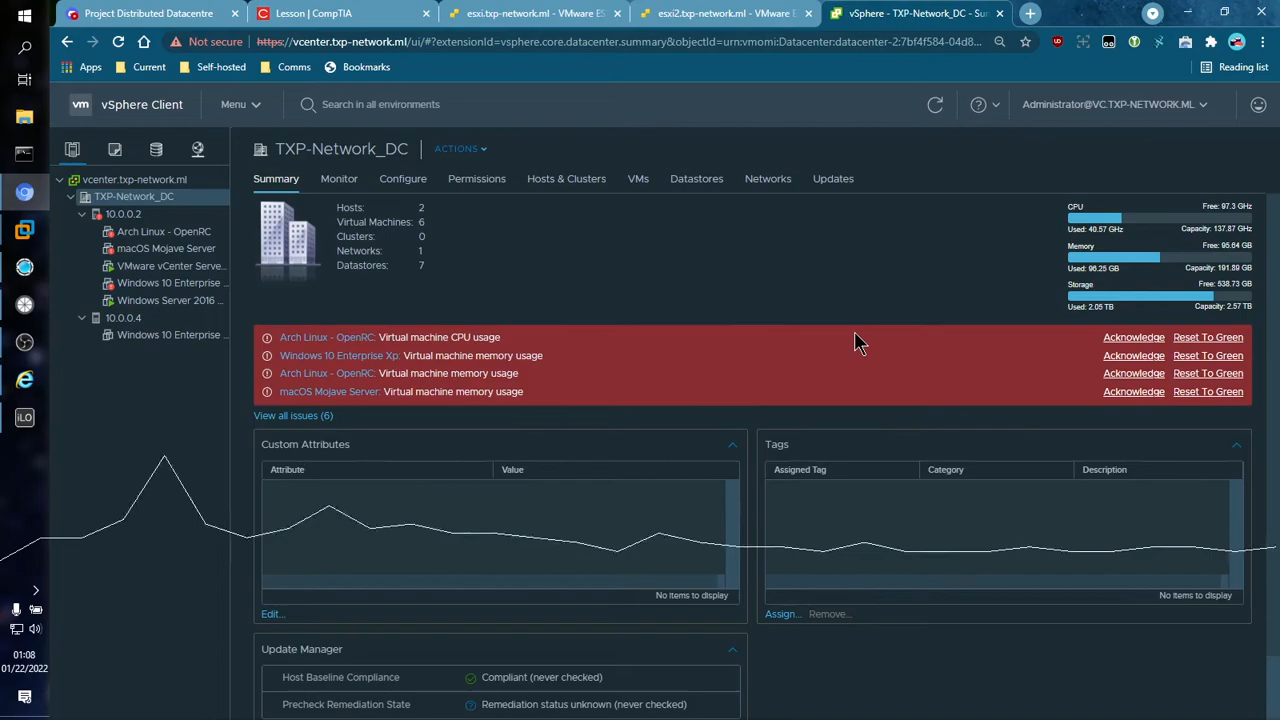 Project Distributed Datacentre
Lesson | CompTIA
esxi.txp-network.ml - VMware ES
esxi2.txp-network.ml - VMware E
vSphere - TXP-Network_DC - Sum
Not secure
https://vcenter.txp-network.ml/ui/#?extensionId=vsphere.core.datacenter.summary&objectId=urn:vmomi:Datacenter:datacenter-2:7bf4f584-04d8...
Apps
Current
Self-hosted
Comms
Bookmarks
Reading list
vm vSphere Client
Menu
Search in all environments
Administrator@VC.TXP-NETWORK.ML
vcenter.txp-network.ml
TXP-Network_DC
10.0.0.2
Arch Linux - OpenRC
macOS Mojave Server
VMware vCenter Serve...
Windows 10 Enterprise ...
Windows Server 2016 ...
10.0.0.4
Windows 10 Enterprise ...
TXP-Network_DC
ACTIONS
Summary
Monitor
Configure
Permissions
Hosts & Clusters
VMs
Datastores
Networks
Updates
Hosts: 2
Virtual Machines: 6
Clusters: 0
Networks: 1
Datastores: 7
CPU Free: 97.3 GHz
Used: 40.57 GHz Capacity: 137.87 GHz
Memory Free: 95.64 GB
Used: 96.25 GB Capacity: 191.89 GB
Storage Free: 538.73 GB
Used: 2.05 TB Capacity: 2.57 TB
Arch Linux - OpenRC: Virtual machine CPU usage Acknowledge Reset To Green
Windows 10 Enterprise Xp: Virtual machine memory usage Acknowledge Reset To Green
Arch Linux - OpenRC: Virtual machine memory usage Acknowledge Reset To Green
macOS Mojave Server: Virtual machine memory usage Acknowledge Reset To Green
View all issues (6)
Custom Attributes
Attribute Value
No items to display
Edit...
Tags
Assigned Tag Category Description
No items to display
Assign... Remove...
Update Manager
Host Baseline Compliance Compliant (never checked)
Precheck Remediation State Remediation status unknown (never checked)
iLO
01:08
01/22/2022